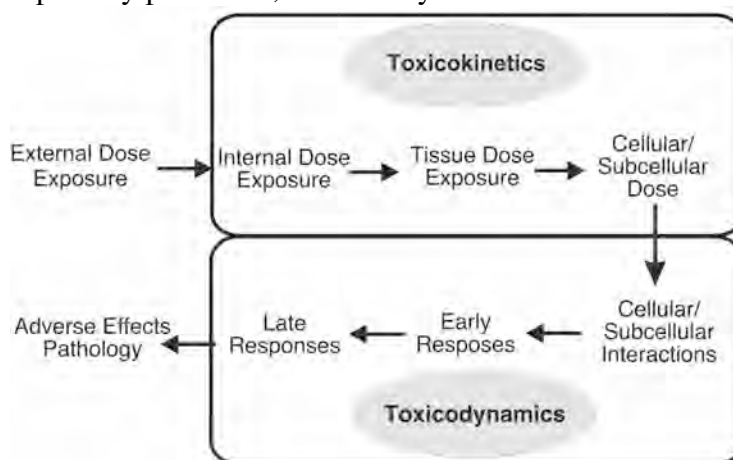 Toxicokinetics
External Dose
Exposure
Internal Dose
Exposure
Tissue Dose
Exposure
Cellular/
Subcellular
Dose
Cellular/
Subcellular
Interactions
Early
Resposes
Late
Responses
Adverse Effects
Pathology
Toxicodynamics